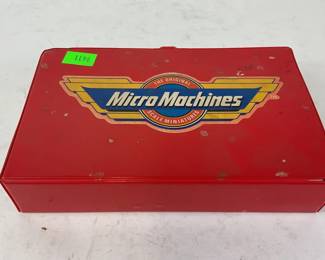 THE ORIGINAL
Micro Machines
SCALE MINIATURES